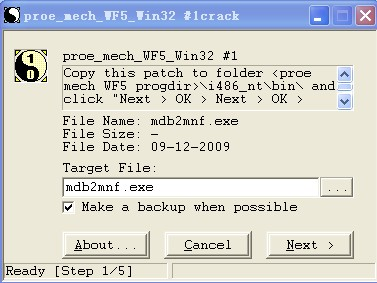 proe_mech_WF5_Win32 #1crack
proe_mech_WF5_Win32 #1
Copy this patch to folder <proe
mech WF5 progdir>\i486_nt\bin\ and
click "Next > OK > Next > OK >
File Name: mdb2mnf.exe
File Size: -
File Date: 09-12-2009
Target File:
mdb2mnf.exe
...
Make a backup when possible
About...
Cancel
Next >
Ready [Step 1/5]